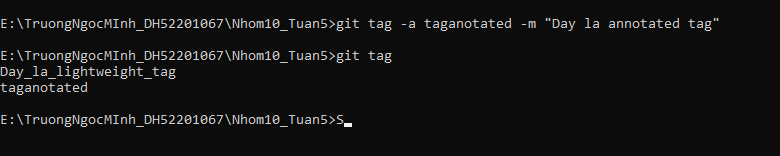 E:\TruongNgocMInh_DH52201067\Nhom10_Tuan5>git tag -a taganotated -m "Day la annotated tag"
E:\TruongNgocMInh_DH52201067\Nhom10_Tuan5>git tag
Day_la_lightweight_tag
taganotated
E:\TruongNgocMInh_DH52201067\Nhom10_Tuan5>S